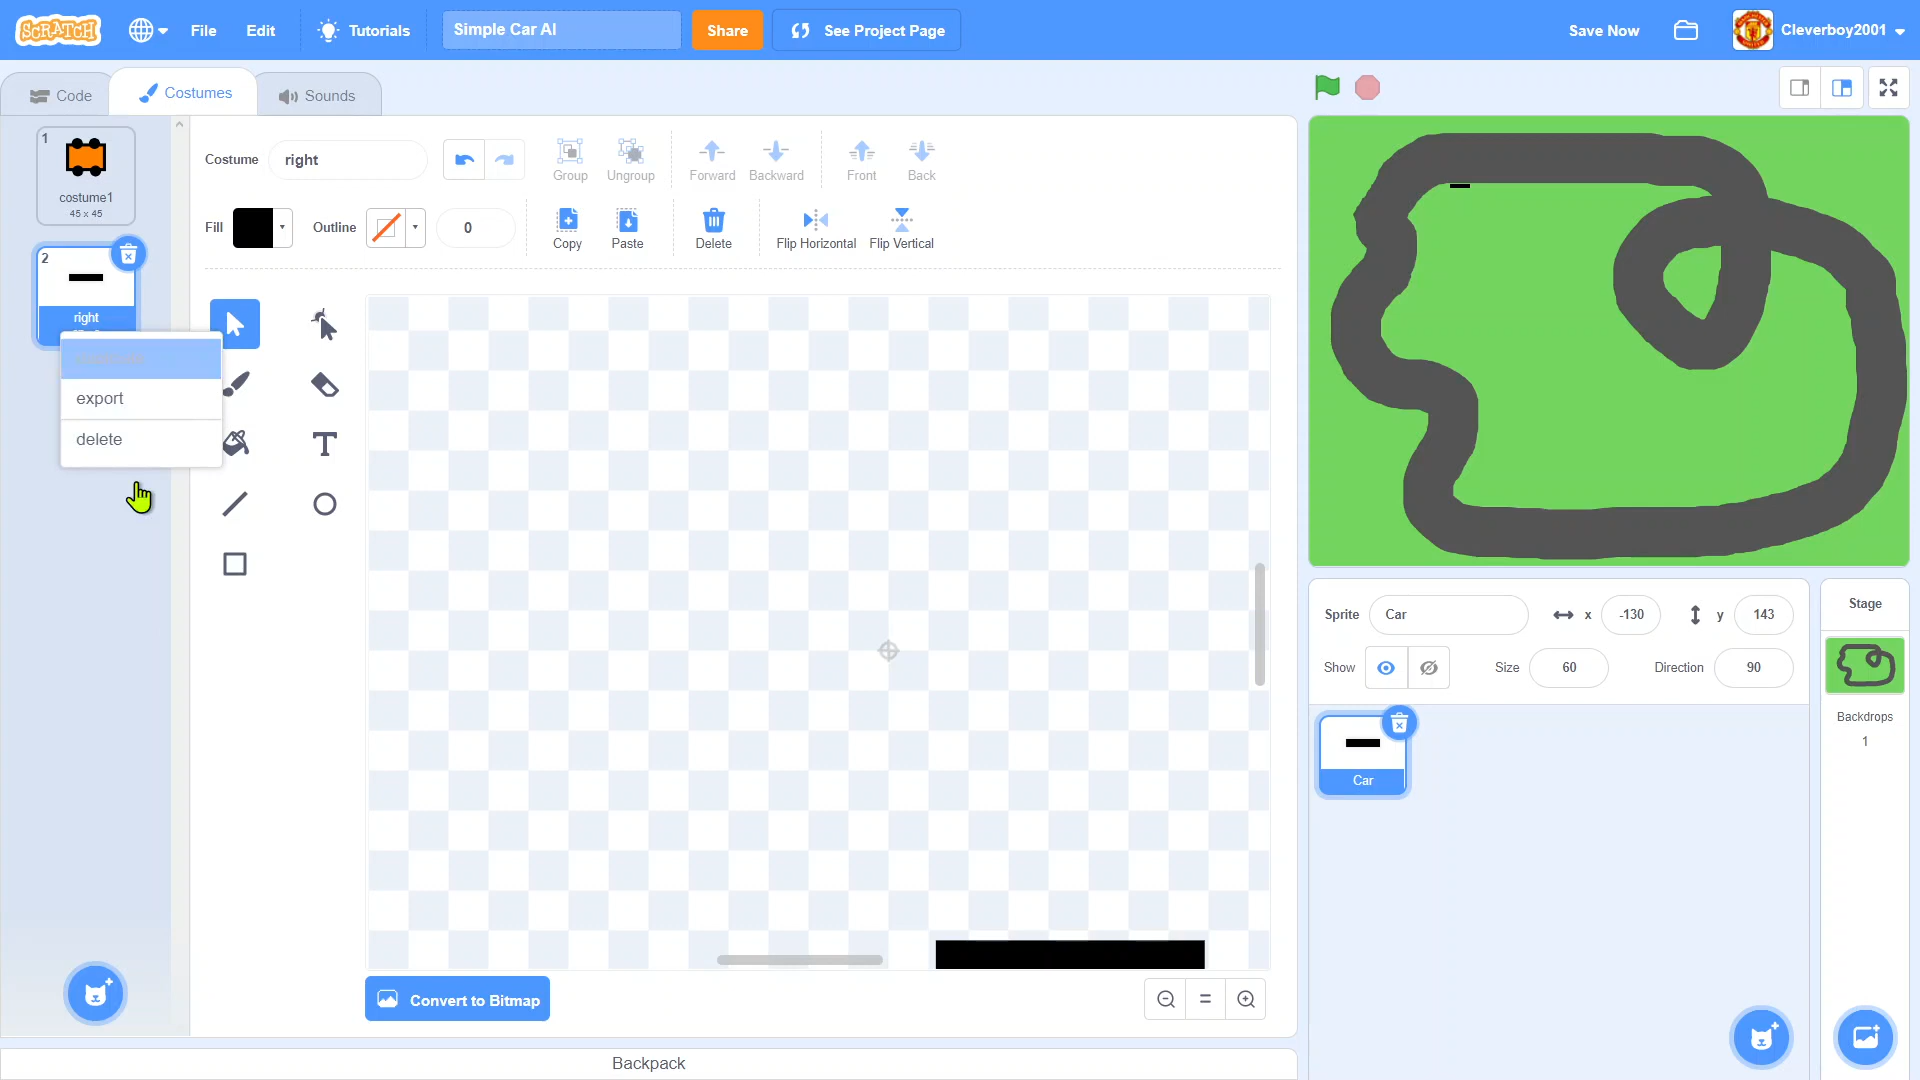 SCRATCH
File
Edit
Tutorials
Simple Car AI
Share
See Project Page
Save Now
Cleverboy2001
Code
Costumes
Sounds
1
costume1
45 x 45
2
right
export
delete
Costume
right
Group
Ungroup
Forward
Backward
Front
Back
Fill
Outline
0
Copy
Paste
Delete
Flip Horizontal
Flip Vertical
T
Convert to Bitmap
Backpack
Sprite
Car
x
-130
y
143
Show
Size
60
Direction
90
Car
Stage
Backdrops
1